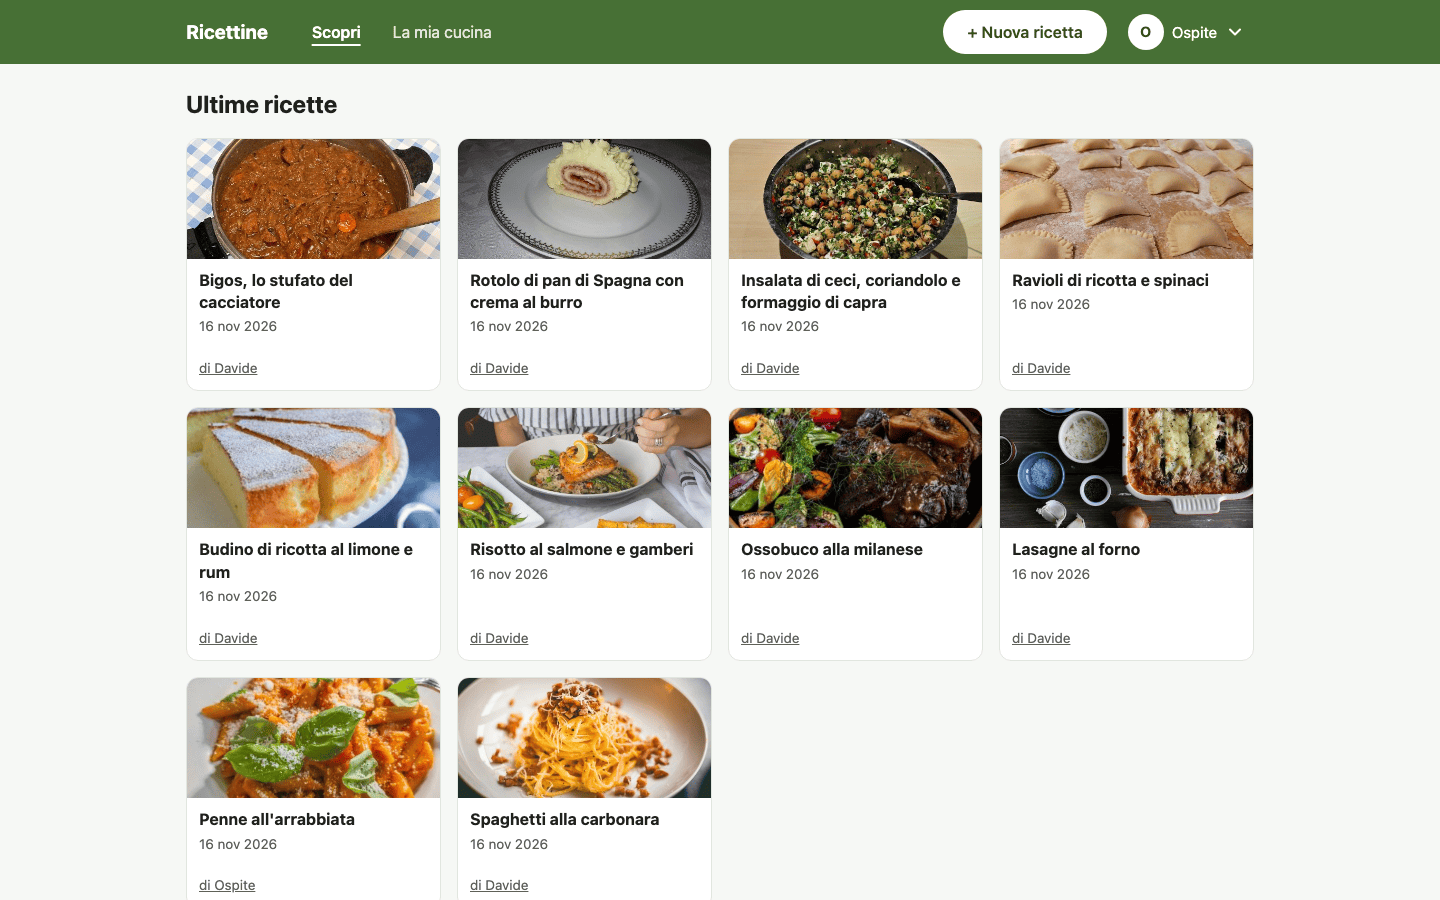 Ricettine
Scopri
La mia cucina
+ Nuova ricetta
O
Ospite
Ultime ricette
Bigos, lo stufato del
cacciatore
16 nov 2026
di Davide
Rotolo di pan di Spagna con
crema al burro
16 nov 2026
di Davide
Insalata di ceci, coriandolo e
formaggio di capra
16 nov 2026
di Davide
Ravioli di ricotta e spinaci
16 nov 2026
di Davide
Budino di ricotta al limone e
rum
16 nov 2026
di Davide
Risotto al salmone e gamberi
16 nov 2026
di Davide
Ossobuco alla milanese
16 nov 2026
di Davide
Lasagne al forno
16 nov 2026
di Davide
Penne all'arrabbiata
16 nov 2026
di Ospite
Spaghetti alla carbonara
16 nov 2026
di Davide